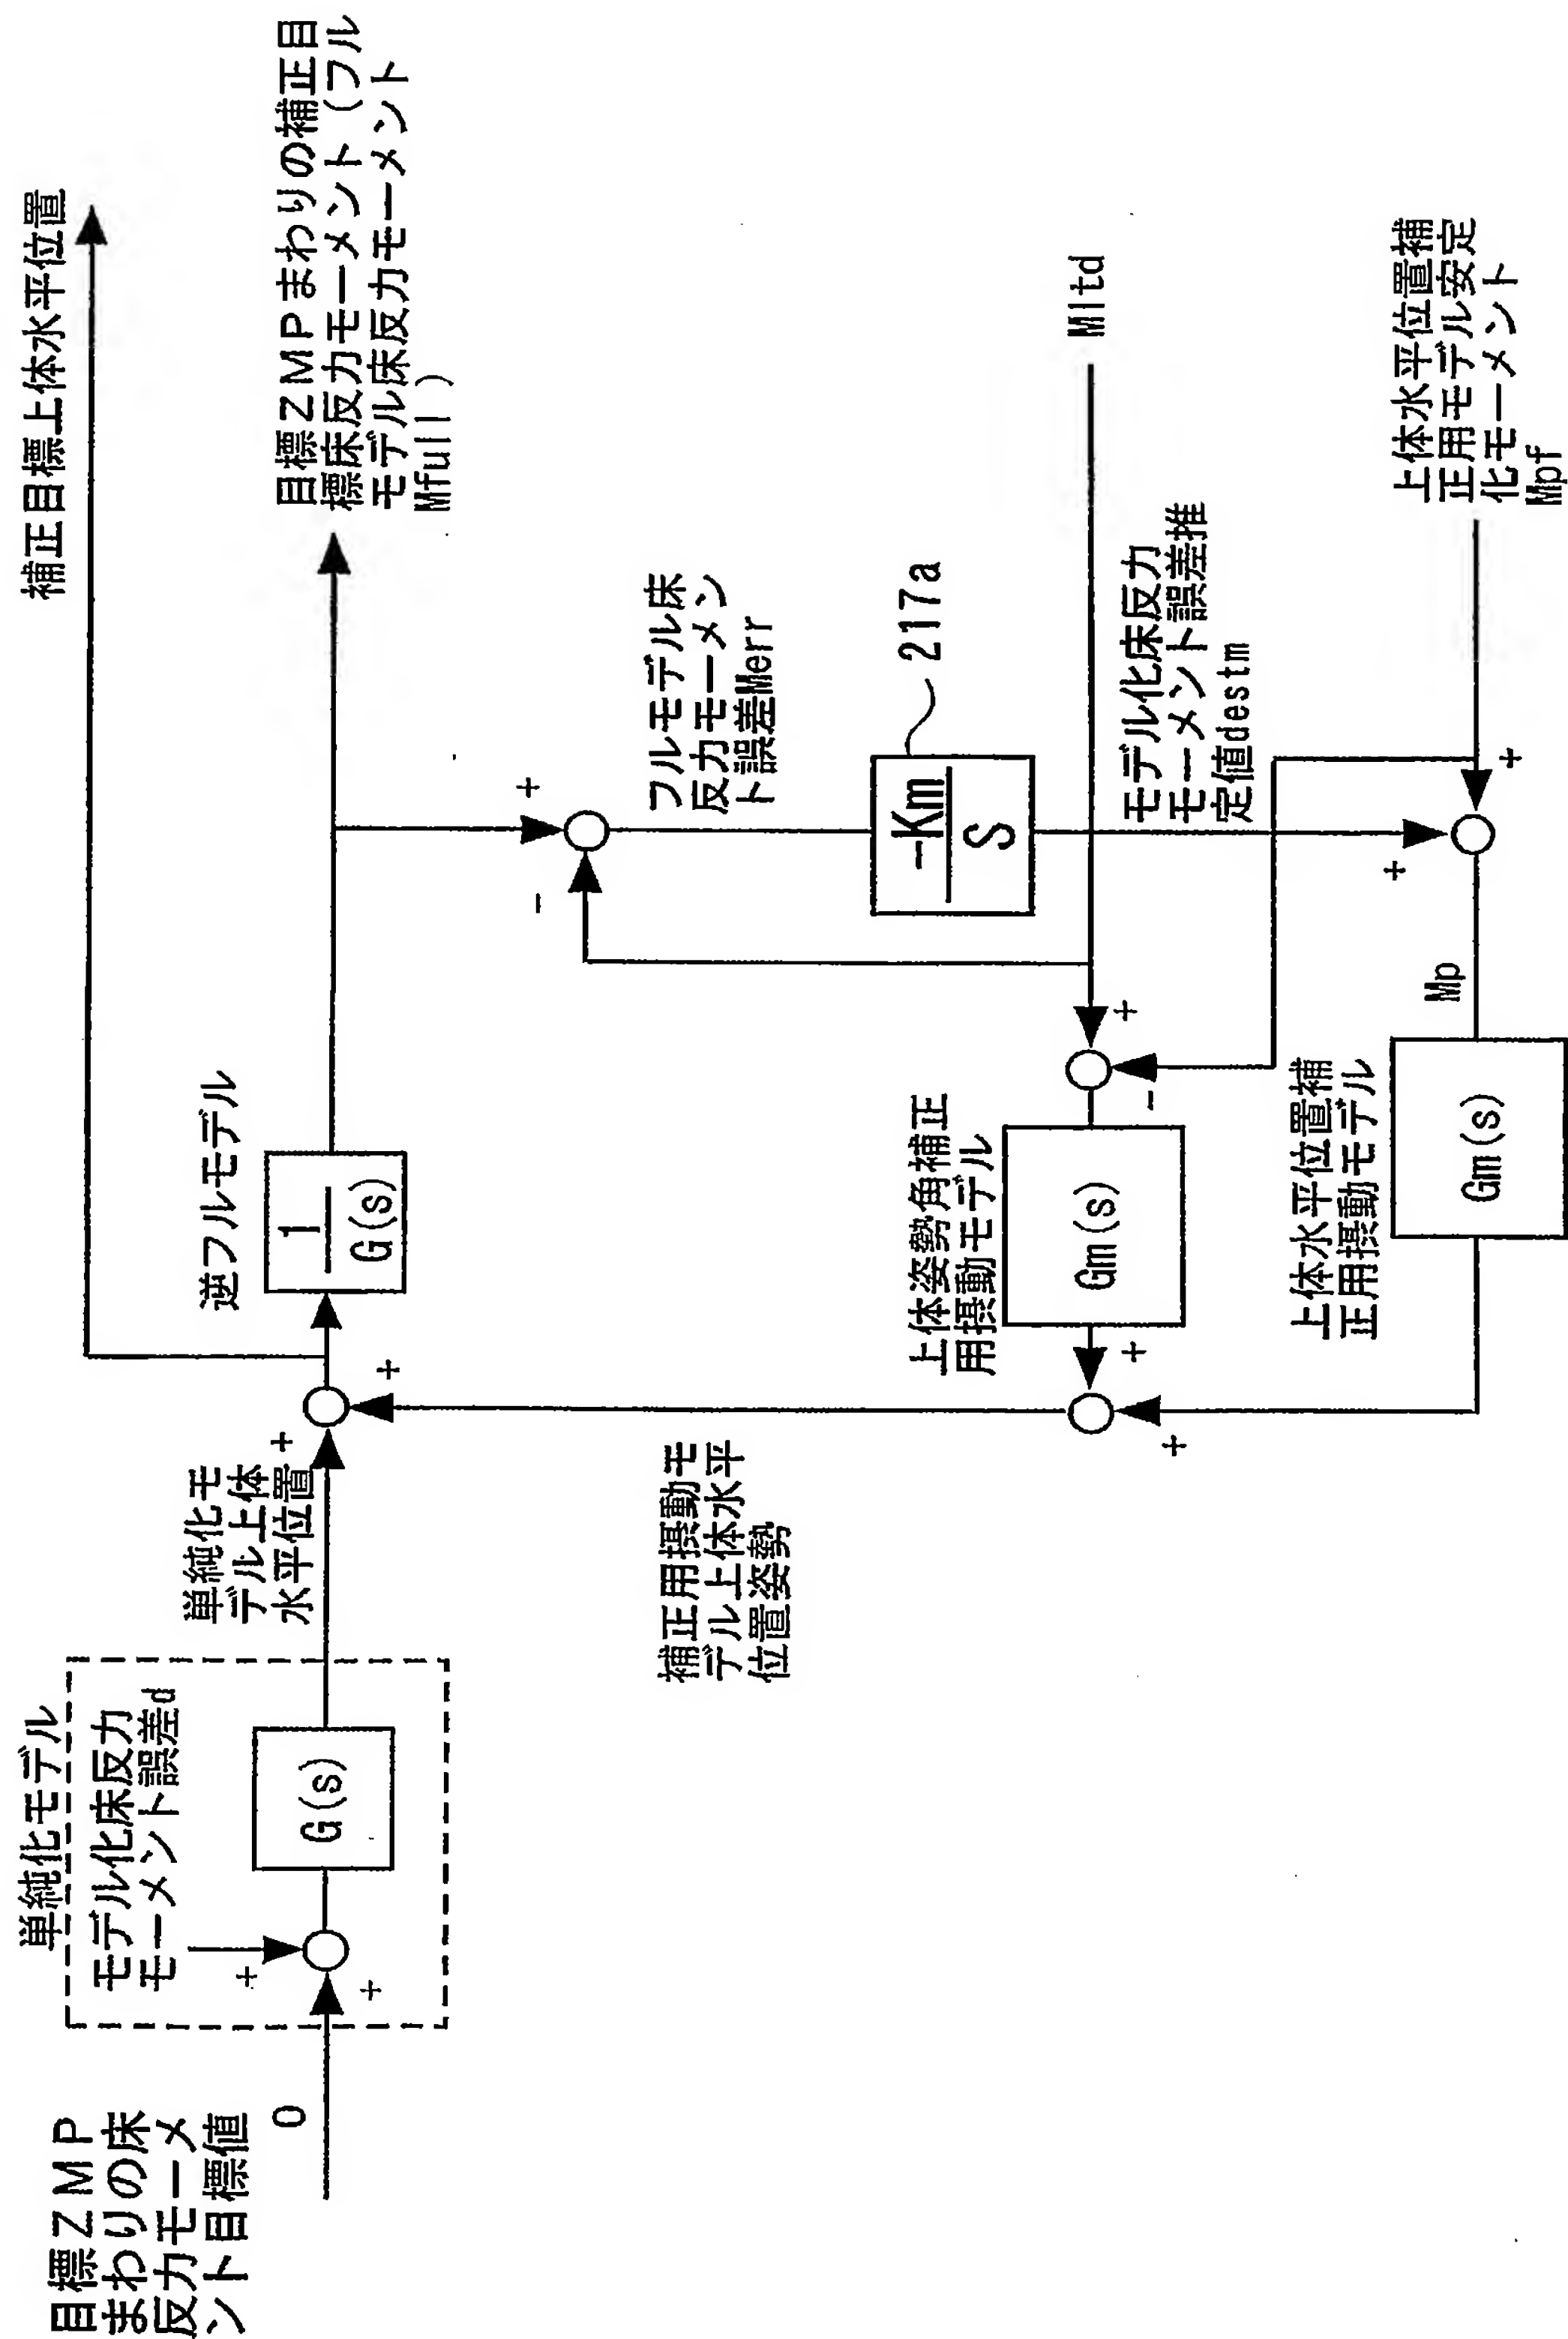 補正目標上体水平位置
目標ZMPまわりの補正目
標床反力モーメント(フル
モデル床反力モーメント
Mfull)
逆フルモデル
1
G(s)
単純化モ
デル上体
水平位置
+
+
単純化モデル
モデル化床反力
モーメント誤差d
+
+
G(s)
目標ZMP
まわりの床
反力モーメ
ント目標値
0
+
-
フルモデル床
反力モーメン
ト誤差Merr
217a
-Km
S
Mltd
モデル化床反力
モーメント誤差推
定値destm
上体姿勢角補正
用摂動モデル
Gm(s)
+
-
+
+
補正用摂動モ
デル上体水平
位置姿勢
上体水平位置補
正用モデル安定
化モーメント
Mpf
+
+
Mp
上体水平位置補
正用摂動モデル
Gm(s)